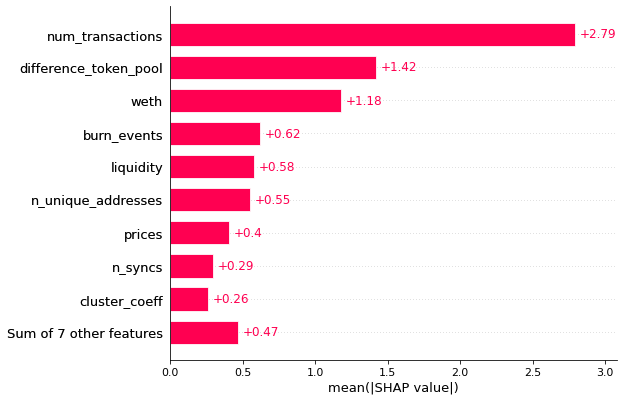 num_transactions +2.79
difference_token_pool +1.42
weth +1.18
burn_events +0.62
liquidity +0.58
n_unique_addresses +0.55
prices +0.4
n_syncs +0.29
cluster_coeff +0.26
Sum of 7 other features +0.47
0.0 0.5 1.0 1.5 2.0 2.5 3.0
mean(|SHAP value|)